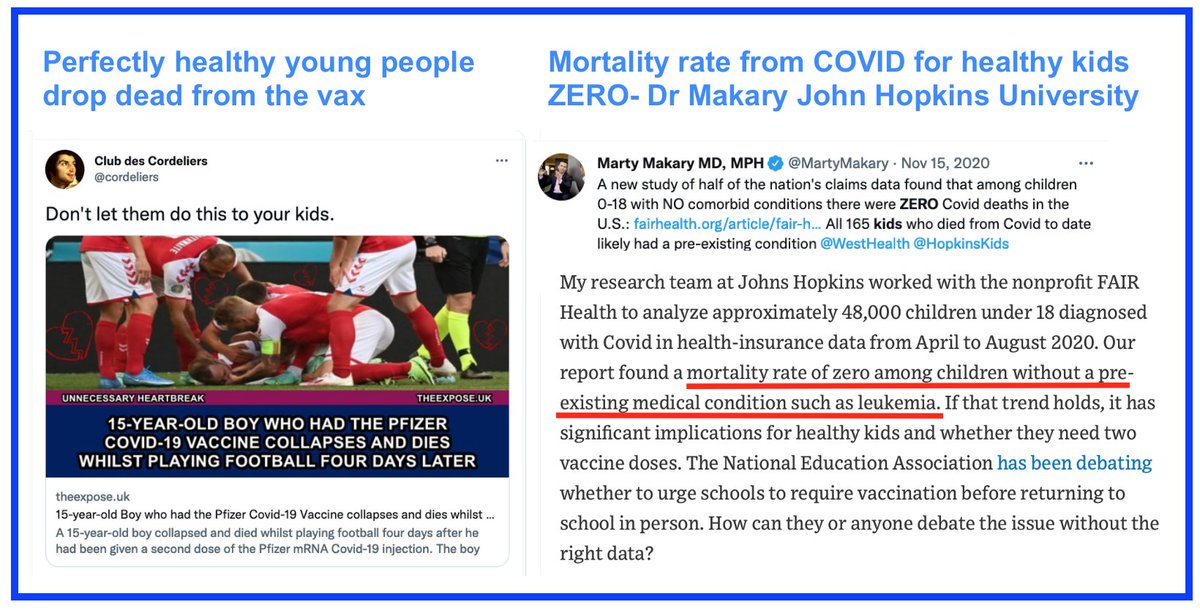 Perfectly healthy young people
drop dead from the vax
Club des Cordeliers
@cordeliers
Don't let them do this to your kids.
UNNECESSARY HEARTBREAK
THEEXPOSE.UK
15-YEAR-OLD BOY WHO HAD THE PFIZER
COVID-19 VACCINE COLLAPSES AND DIES
WHILST PLAYING FOOTBALL FOUR DAYS LATER
theexpose.uk
15-year-old Boy who had the Pfizer Covid-19 Vaccine collapses and dies whilst ...
A 15-year-old boy collapsed and died whilst playing football four days after he
had been given a second dose of the Pfizer mRNA Covid-19 injection. The boy
Mortality rate from COVID for healthy kids
ZERO- Dr Makary John Hopkins University
Marty Makary MD, MPH @MartyMakary · Nov 15, 2020
A new study of half of the nation's claims data found that among children
0-18 with NO comorbid conditions there were ZERO Covid deaths in the
U.S.: fairhealth.org/article/fair-h... All 165 kids who died from Covid to date
likely had a pre-existing condition @WestHealth @HopkinsKids
My research team at Johns Hopkins worked with the nonprofit FAIR
Health to analyze approximately 48,000 children under 18 diagnosed
with Covid in health-insurance data from April to August 2020. Our
report found a mortality rate of zero among children without a pre-
existing medical condition such as leukemia. If that trend holds, it has
significant implications for healthy kids and whether they need two
vaccine doses. The National Education Association has been debating
whether to urge schools to require vaccination before returning to
school in person. How can they or anyone debate the issue without the
right data?